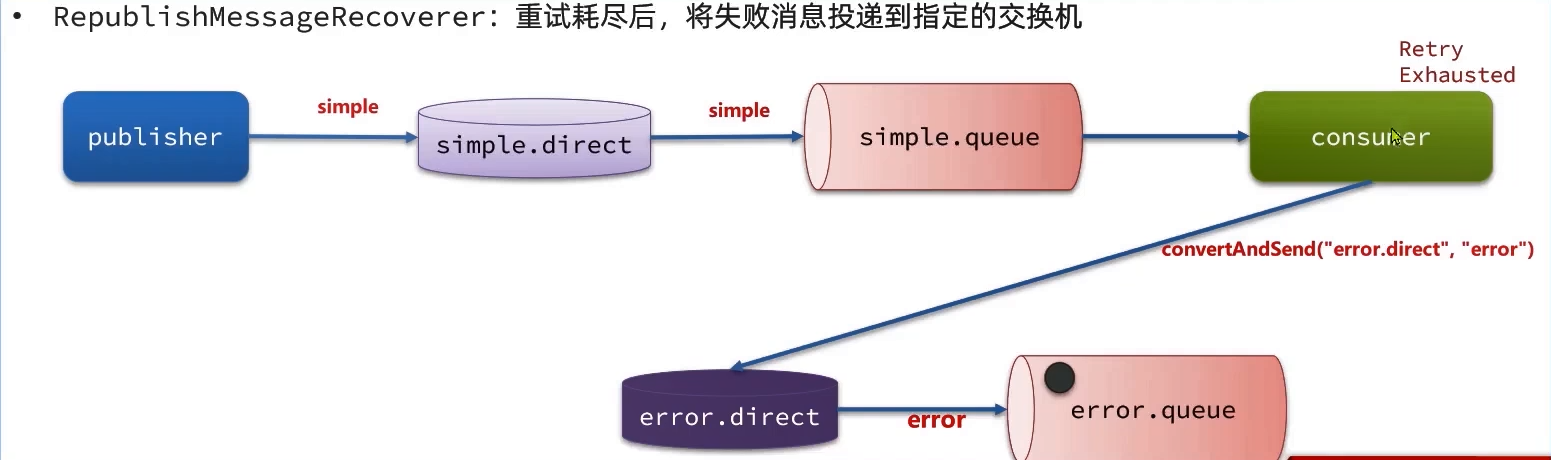 • RepublishMessageRecoverer：重试耗尽后，将失败消息投递到指定的交换机
Retry
Exhausted
publisher
simple
simple.direct
simple
simple.queue
consumer
convertAndSend("error.direct", "error")
error.direct
error
error.queue